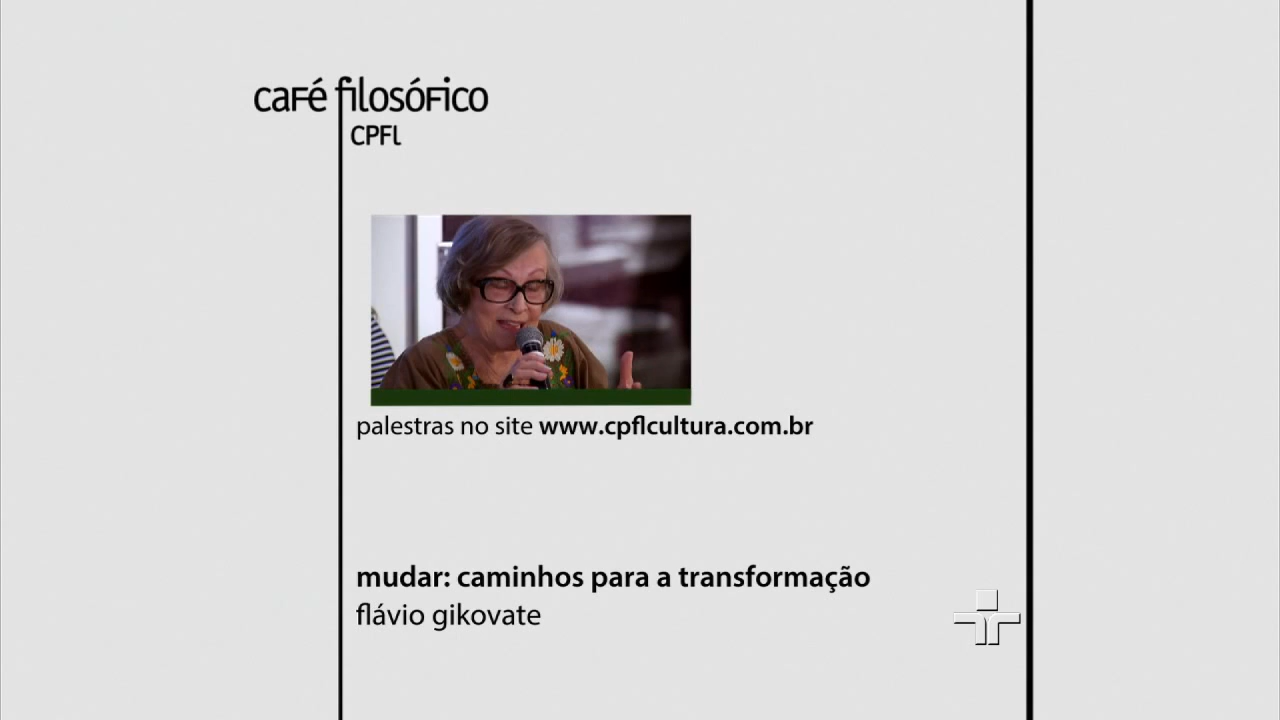 café filosófico
CPFL
palestras no site www.cpflcultura.com.br
mudar: caminhos para a transformação
flávio gikovate